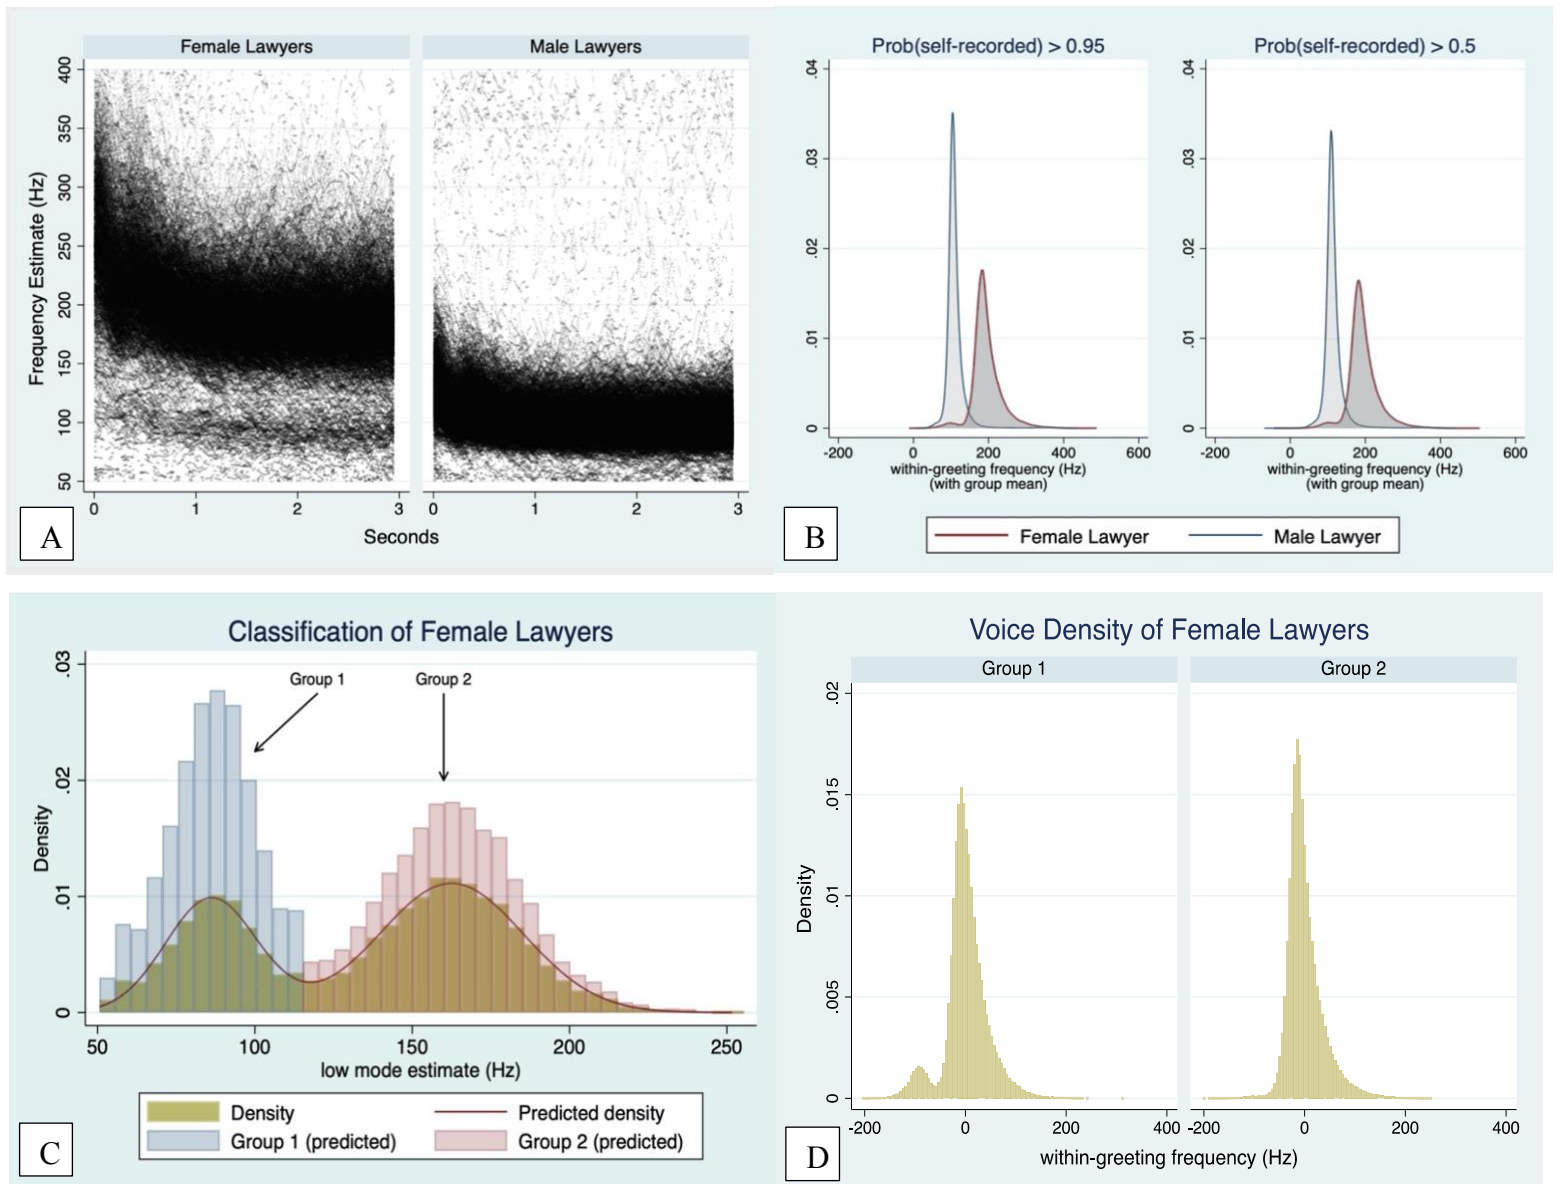 Female Lawyers
Male Lawyers
Frequency Estimate (Hz)
400
350
300
250
200
150
100
50
0 1 2 3
0 1 2 3
Seconds
A
Prob(self-recorded) > 0.95
Prob(self-recorded) > 0.5
.04
.03
.02
.01
0
-200 0 200 400 600
within-greeting frequency (Hz)
(with group mean)
.04
.03
.02
.01
0
-200 0 200 400 600
within-greeting frequency (Hz)
(with group mean)
Female Lawyer
Male Lawyer
B
Classification of Female Lawyers
Group 1
Group 2
Density
.03
.02
.01
0
50 100 150 200 250
low mode estimate (Hz)
Density
Predicted density
Group 1 (predicted)
Group 2 (predicted)
C
Voice Density of Female Lawyers
Group 1
Group 2
Density
.02
.015
.01
.005
0
-200 0 200 400
-200 0 200 400
within-greeting frequency (Hz)
D